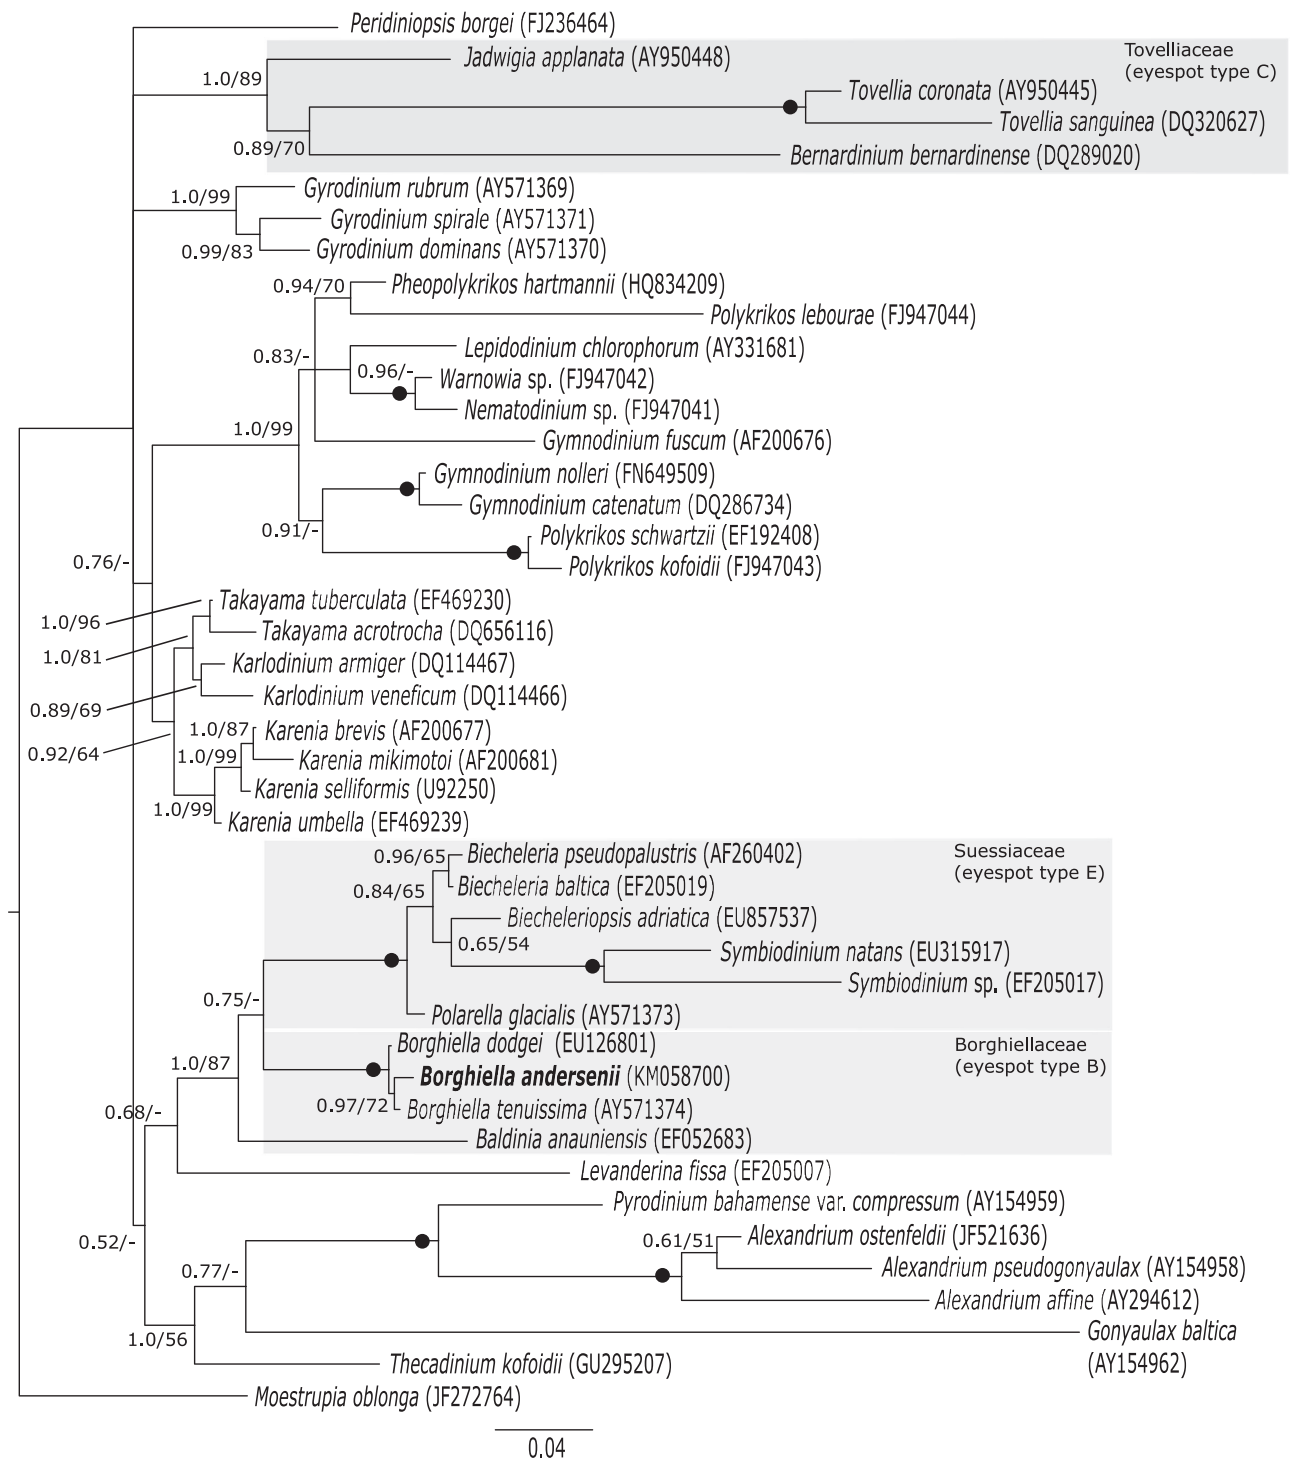 Peridiniopsis borgei (FJ236464)
Tovelliaceae
(eyespot type C)
Jadwigia applanata (AY950448)
1.0/89
Tovellia coronata (AY950445)
Tovellia sanguinea (DQ320627)
0.89/70
Bernardinium bernardinense (DQ289020)
Gyrodinium rubrum (AY571369)
1.0/99
Gyrodinium spirale (AY571371)
0.99/83
Gyrodinium dominans (AY571370)
Pheopolykrikos hartmannii (HQ834209)
0.94/70
Polykrikos lebourae (FJ947044)
Lepidodinium chlorophorum (AY331681)
0.83/-
0.96/-
Warnowia sp. (FJ947042)
Nematodinium sp. (FJ947041)
1.0/99
Gymnodinium fuscum (AF200676)
Gymnodinium nolleri (FN649509)
Gymnodinium catenatum (DQ286734)
0.91/-
Polykrikos schwartzii (EF192408)
0.76/-
Polykrikos kofoidii (FJ947043)
Takayama tuberculata (EF469230)
1.0/96
Takayama acrotrocha (DQ656116)
1.0/81
Karlodinium armiger (DQ114467)
Karlodinium veneficum (DQ114466)
0.89/69
1.0/87
Karenia brevis (AF200677)
0.92/64
1.0/99
Karenia mikimotoi (AF200681)
Karenia selliformis (U92250)
1.0/99
Karenia umbella (EF469239)
Suessiaceae
(eyespot type E)
0.96/65
Biecheleria pseudopalustris (AF260402)
0.84/65
Biecheleria baltica (EF205019)
Biecheleriopsis adriatica (EU857537)
0.65/54
Symbiodinium natans (EU315917)
Symbiodinium sp. (EF205017)
0.75/-
Polarella glacialis (AY571373)
Borghiellaceae
(eyespot type B)
Borghiella dodgei (EU126801)
1.0/87
Borghiella andersenii (KM058700)
0.97/72
Borghiella tenuissima (AY571374)
0.68/-
Baldinia anauniensis (EF052683)
Levanderina fissa (EF205007)
Pyrodinium bahamense var. compressum (AY154959)
0.52/-
0.61/51
Alexandrium ostenfeldii (JF521636)
0.77/-
Alexandrium pseudogonyaulax (AY154958)
Alexandrium affine (AY294612)
Gonyaulax baltica
(AY154962)
1.0/56
Thecadinium kofoidii (GU295207)
Moestrupia oblonga (JF272764)
0.04